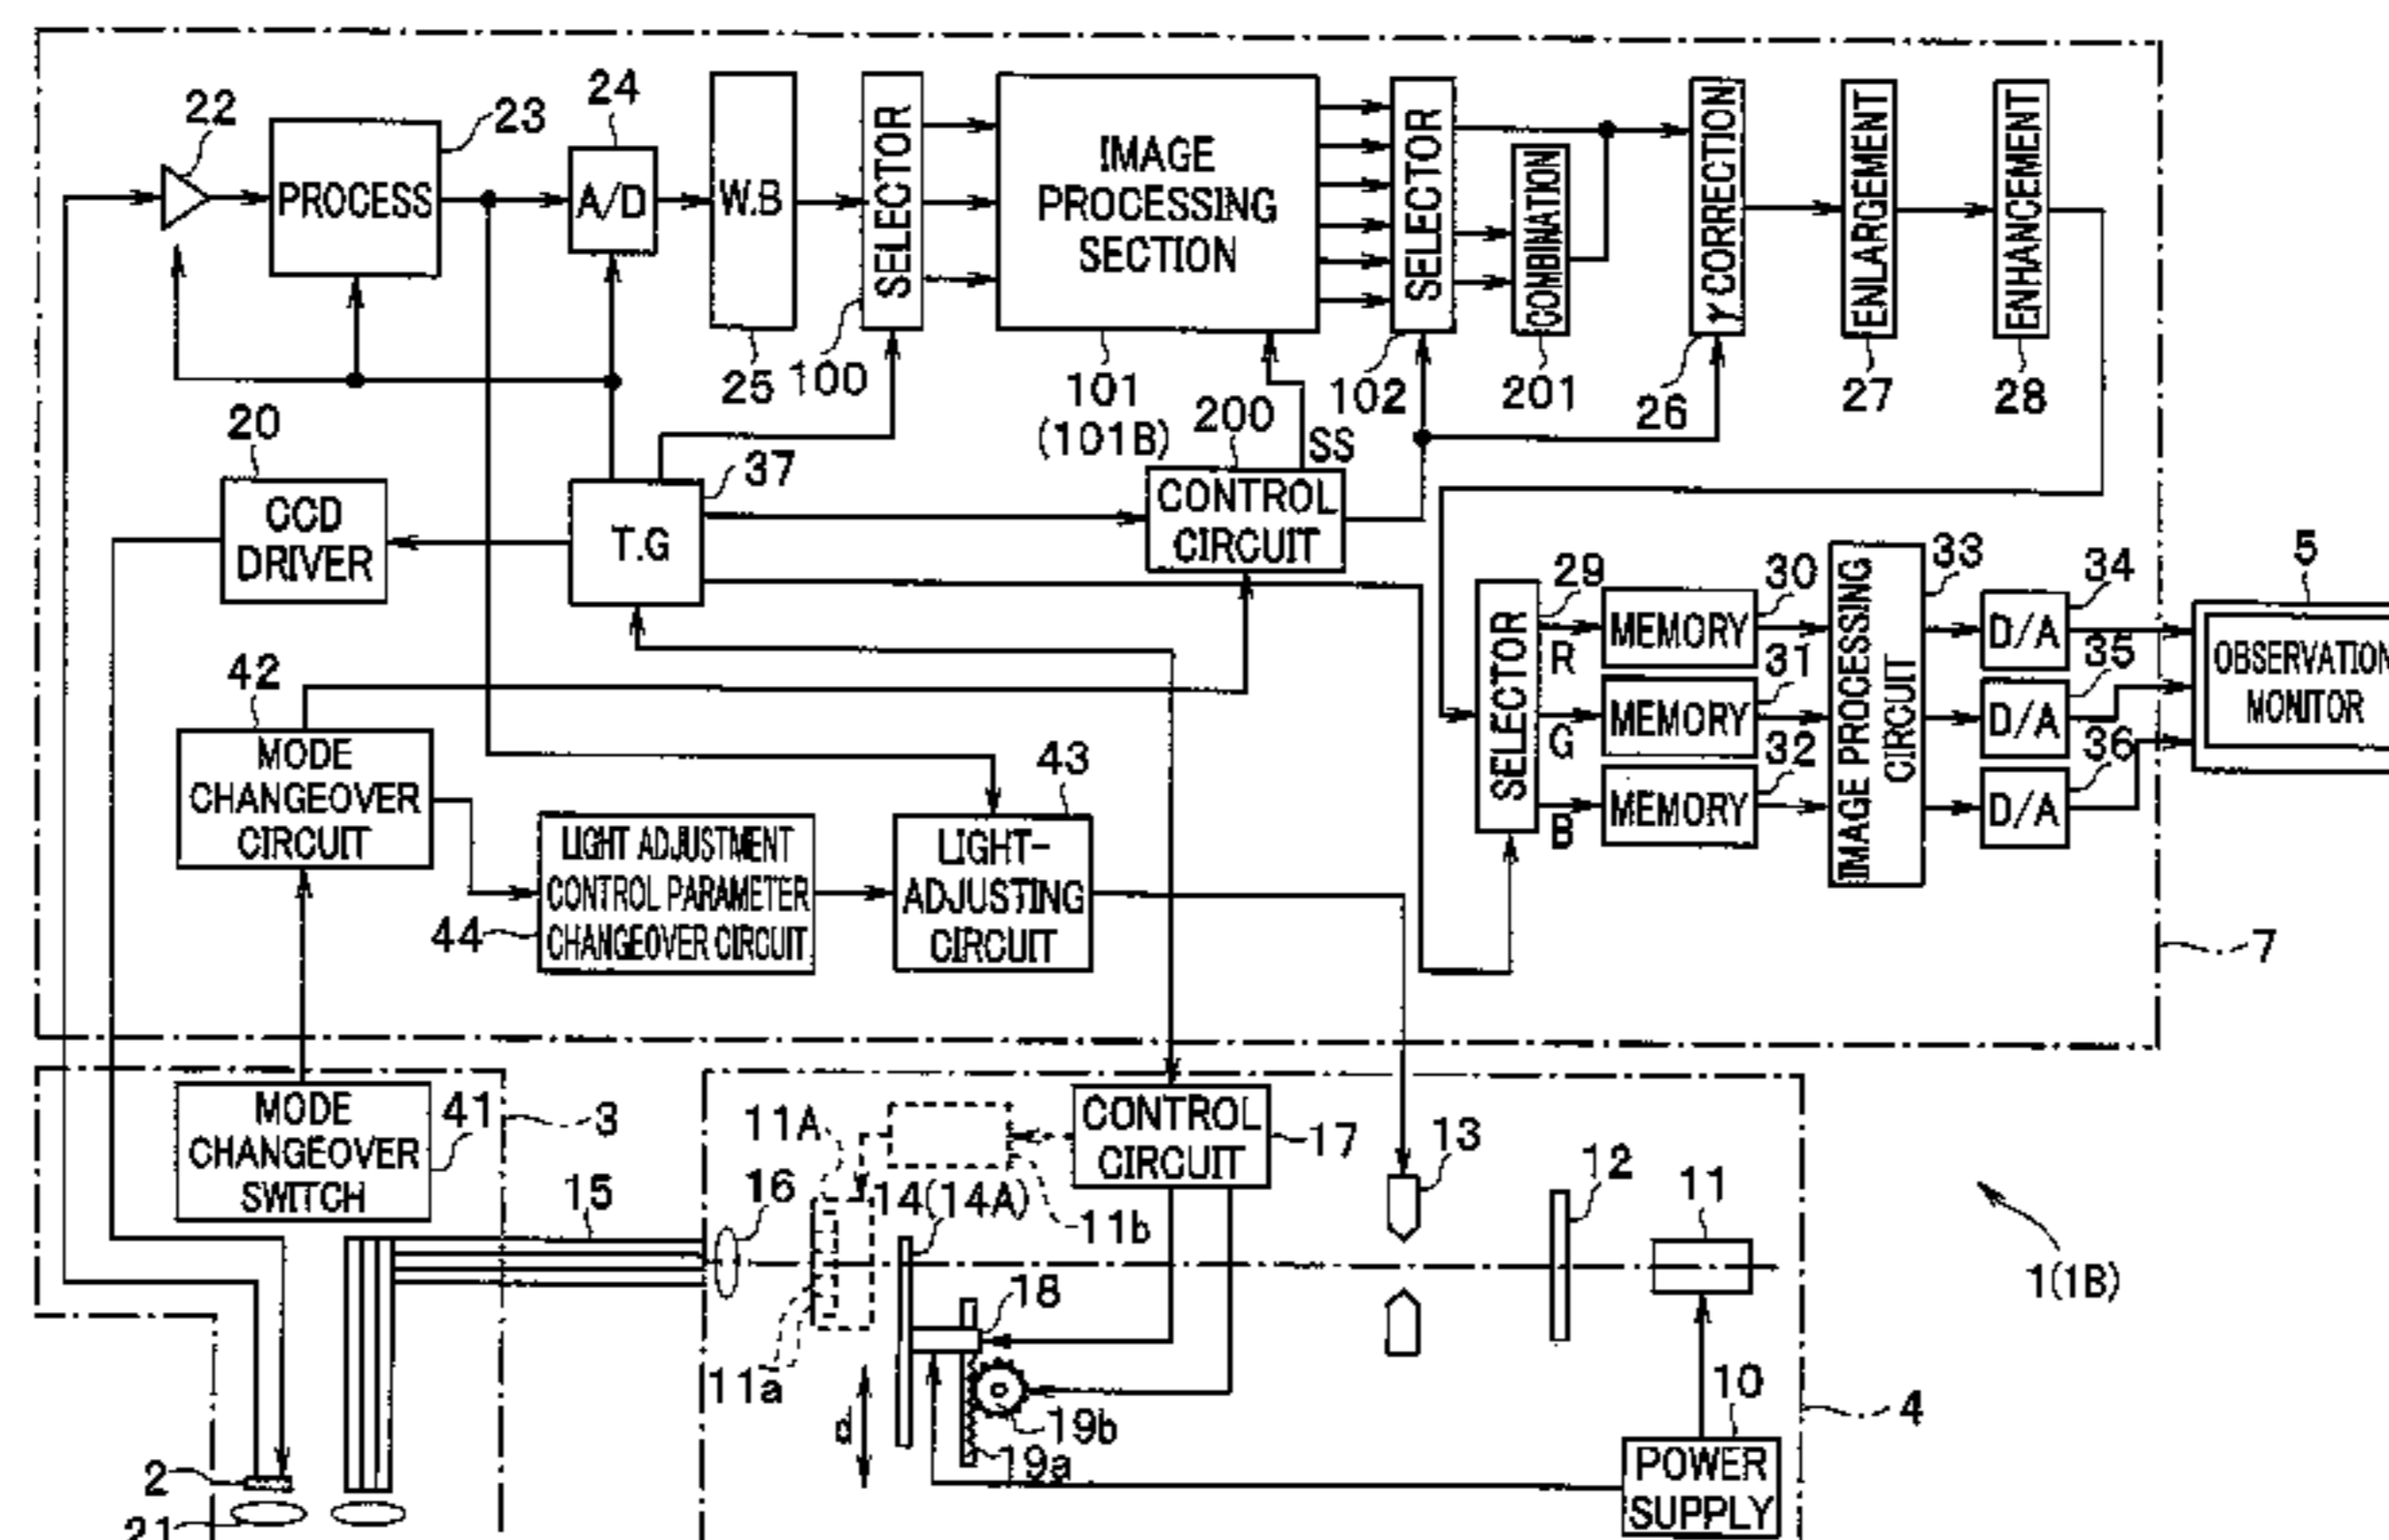 22
23
24
PROCESS
A/D
W.B
SELECTOR
IMAGE
PROCESSING
SECTION
SELECTOR
COMBINATION
γ CORRECTION
ENLARGEMENT
ENHANCEMENT
25
100
101
(101B)
102
201
26
27
28
20
CCD
DRIVER
37
T.G
200
SS
CONTROL
CIRCUIT
29
SELECTOR
R
G
B
30
MEMORY
31
MEMORY
32
MEMORY
33
IMAGE PROCESSING
CIRCUIT
34
D/A
35
D/A
36
D/A
5
OBSERVATION
MONITOR
42
MODE
CHANGEOVER
CIRCUIT
44
LIGHT ADJUSTMENT
CONTROL PARAMETER
CHANGEOVER CIRCUIT
43
LIGHT-
ADJUSTING
CIRCUIT
7
MODE
CHANGEOVER
SWITCH
41
3
15
16
11A
14(14A)
11b
CONTROL
CIRCUIT
17
13
12
11
1(1B)
18
11a
d
19b
19a
10
POWER
SUPPLY
4
2
21